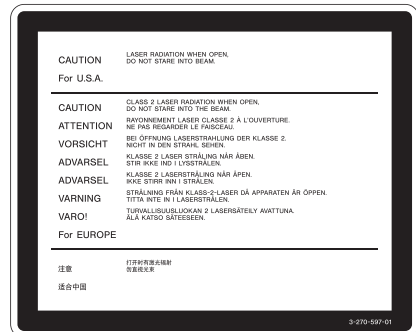 CAUTION
LASER RADIATION WHEN OPEN,
DO NOT STARE INTO BEAM.
For U.S.A.
CAUTION
CLASS 2 LASER RADIATION WHEN OPEN,
DO NOT STARE INTO THE BEAM.
ATTENTION
RAYONNEMENT LASER CLASSE 2 À L'OUVERTURE.
NE PAS REGARDER LE FAISCEAU.
VORSICHT
BEI ÖFFNUNG LASERSTRAHLUNG DER KLASSE 2.
NICHT IN DEN STRAHL SEHEN.
ADVARSEL
KLASSE 2 LASER STRÅLING NÅR ÅBEN.
STIR IKKE IND I LYSSTRÅLEN.
ADVARSEL
KLASSE 2 LASERSTRÅLING NÅR ÅPEN.
IKKE STIRR INN I STRÅLEN.
VARNING
STRÅLNING FRÅN KLASS-2-LASER DÅ APPARATEN ÄR ÖPPEN.
TITTA INTE IN I LASERSTRÅLEN.
VARO!
TURVALLISUUSLUOKAN 2 LASERSÄTEILY AVATTUNA.
ÄLÄ KATSO SÄTEESEEN.
For EUROPE
注意
打开时有激光辐射
勿直视光束
适合中国
3-270-597-01